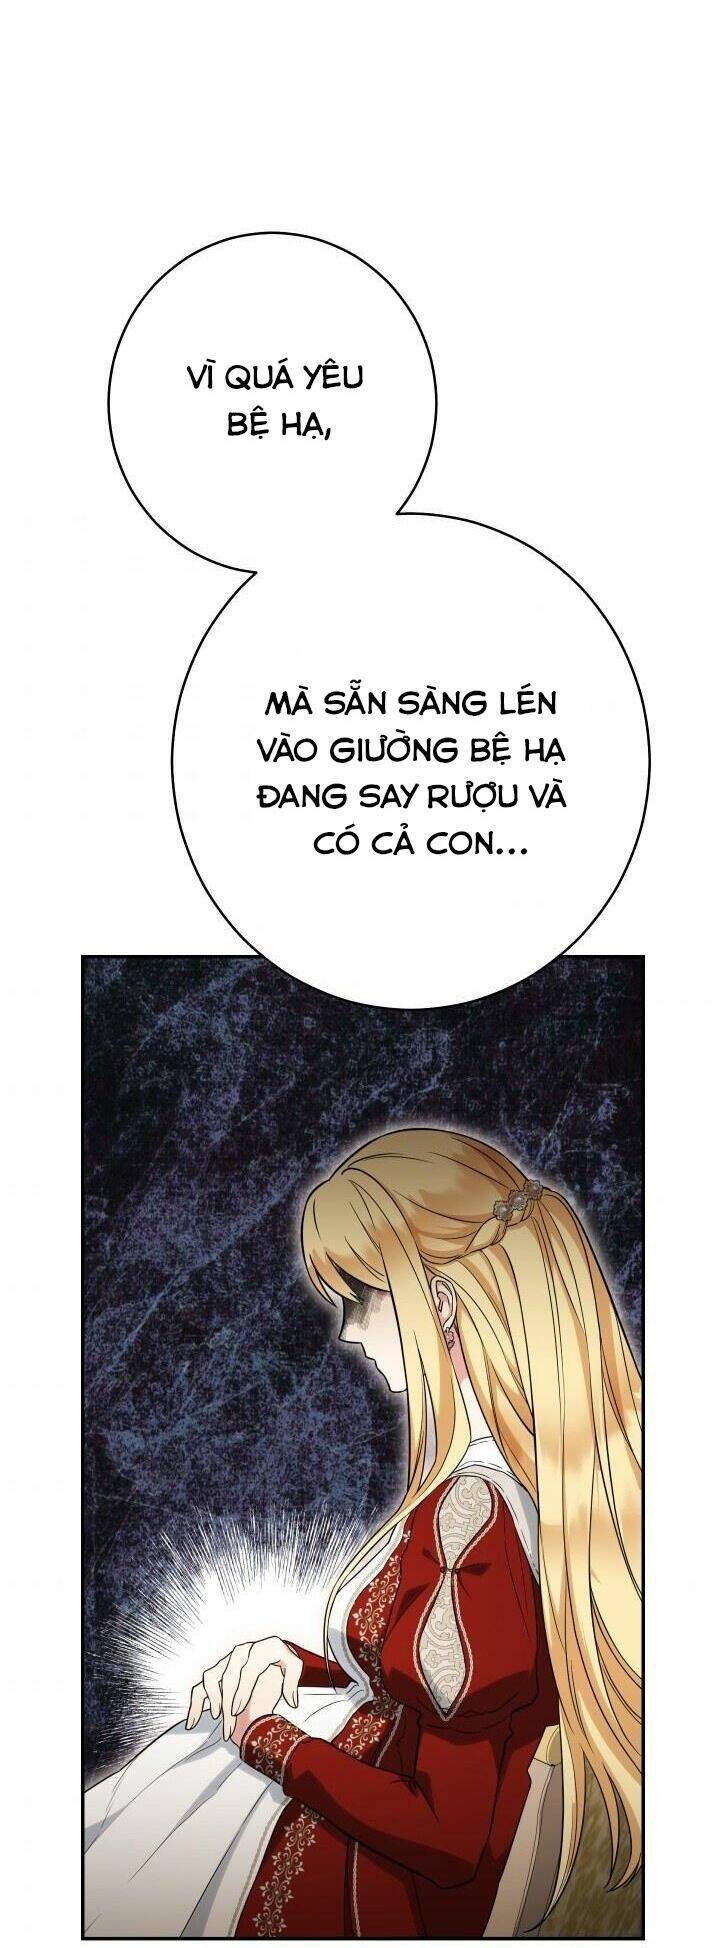 VÌ QUÁ YÊU
BỆ HẠ,
MÀ SẴN SÀNG LÉN
VÀO GIƯỜNG BỆ HẠ
ĐANG SAY RƯỢU VÀ
CÓ CẢ CON...